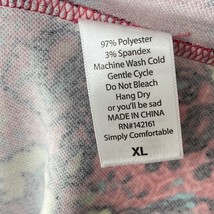 97% Polyester
3% Spandex
Machine Wash Cold
Gentle Cycle
Do Not Bleach
Hang Dry
or you'll be sad
MADE IN CHINA
RN#142161
Simply Comfortable
XL